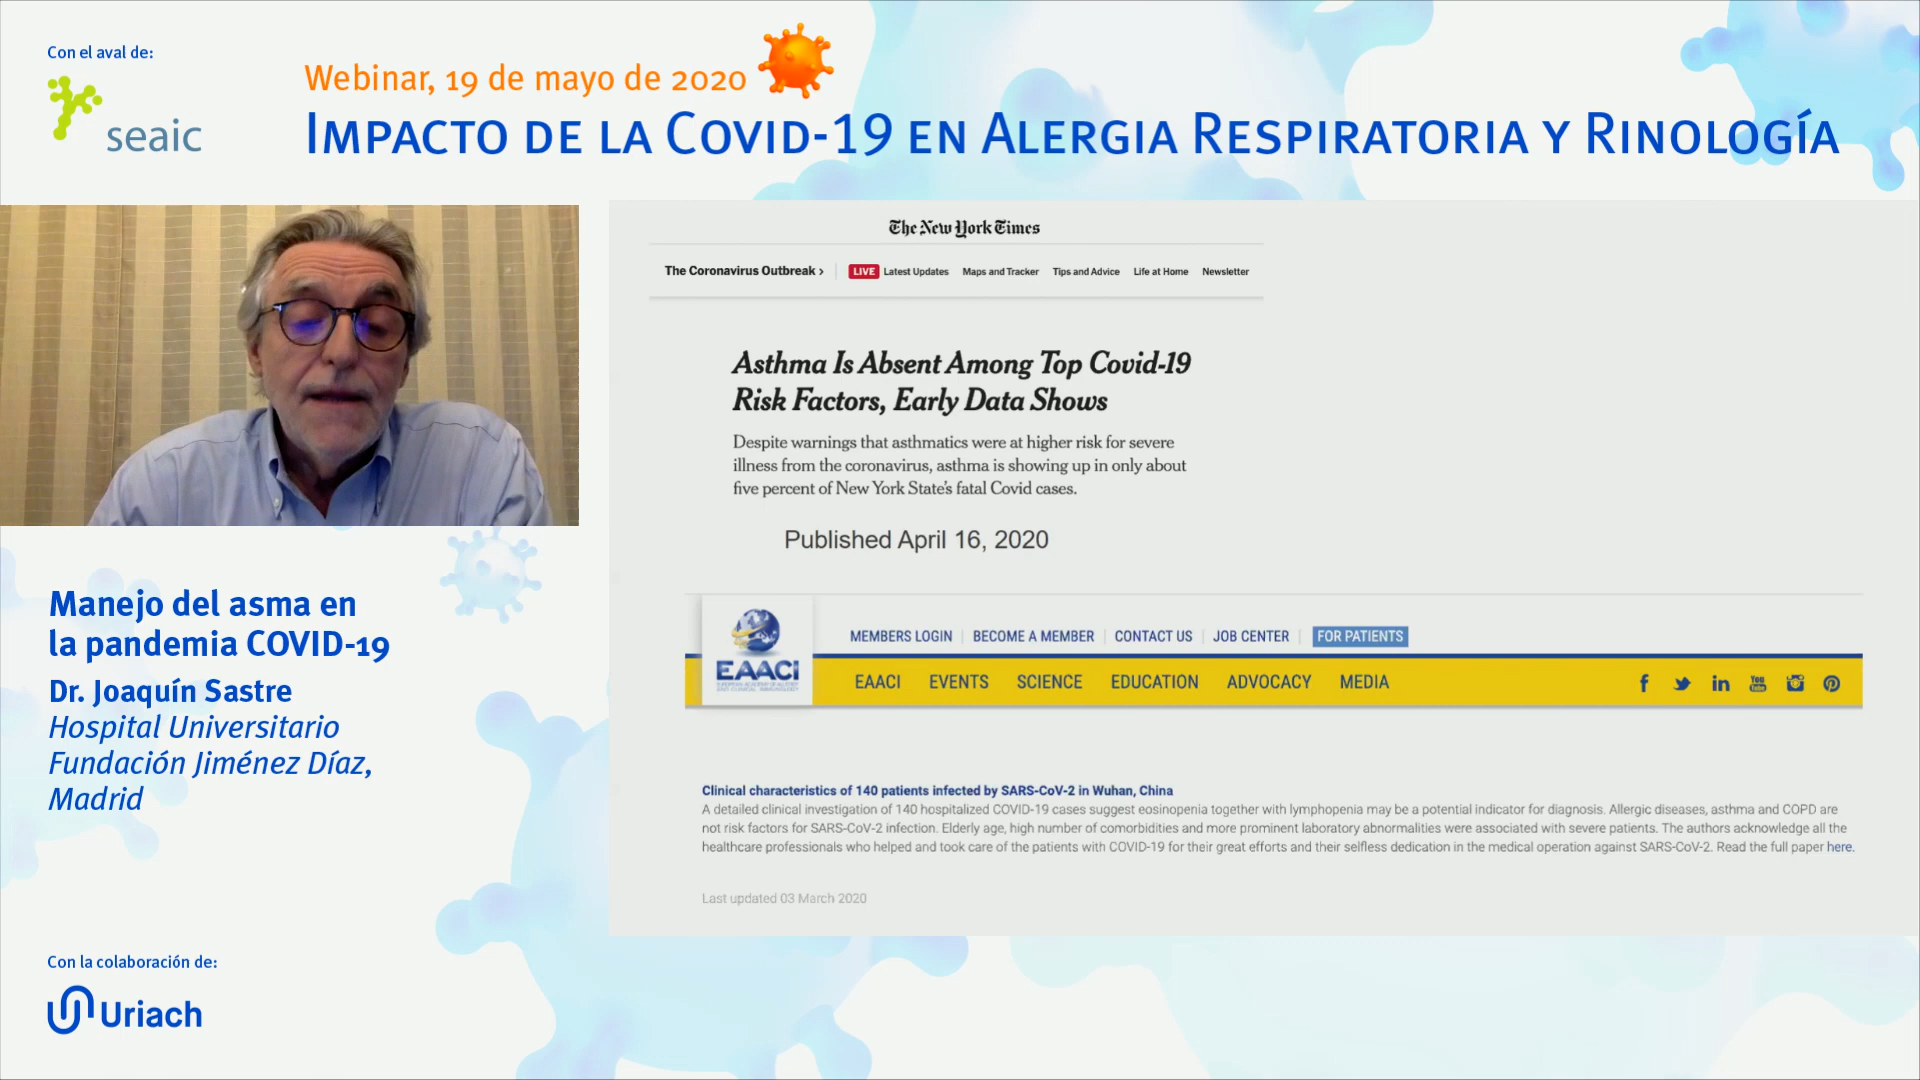 Con el aval de:
seaic
Webinar, 19 de mayo de 2020
Impacto de la Covid-19 en Alergia Respiratoria y Rinología
The New York Times
The Coronavirus Outbreak › LIVE Latest Updates Maps and Tracker Tips and Advice Life at Home Newsletter
Asthma Is Absent Among Top Covid-19
Risk Factors, Early Data Shows
Despite warnings that asthmatics were at higher risk for severe
illness from the coronavirus, asthma is showing up in only about
five percent of New York State's fatal Covid cases.
Published April 16, 2020
Manejo del asma en
la pandemia COVID-19
Dr. Joaquín Sastre
Hospital Universitario
Fundación Jiménez Díaz,
Madrid
MEMBERS LOGIN BECOME A MEMBER CONTACT US JOB CENTER FOR PATIENTS
EAACI
EAACI EVENTS SCIENCE EDUCATION ADVOCACY MEDIA
Clinical characteristics of 140 patients infected by SARS-CoV-2 in Wuhan, China
A detailed clinical investigation of 140 hospitalized COVID-19 cases suggest eosinopenia together with lymphopenia may be a potential indicator for diagnosis. Allergic diseases, asthma and COPD are
not risk factors for SARS-CoV-2 infection. Elderly age, high number of comorbidities and more prominent laboratory abnormalities were associated with severe patients. The authors acknowledge all the
healthcare professionals who helped and took care of the patients with COVID-19 for their great efforts and their selfless dedication in the medical operation against SARS-CoV-2. Read the full paper here.
Last updated 03 March 2020
Con la colaboración de:
Uriach